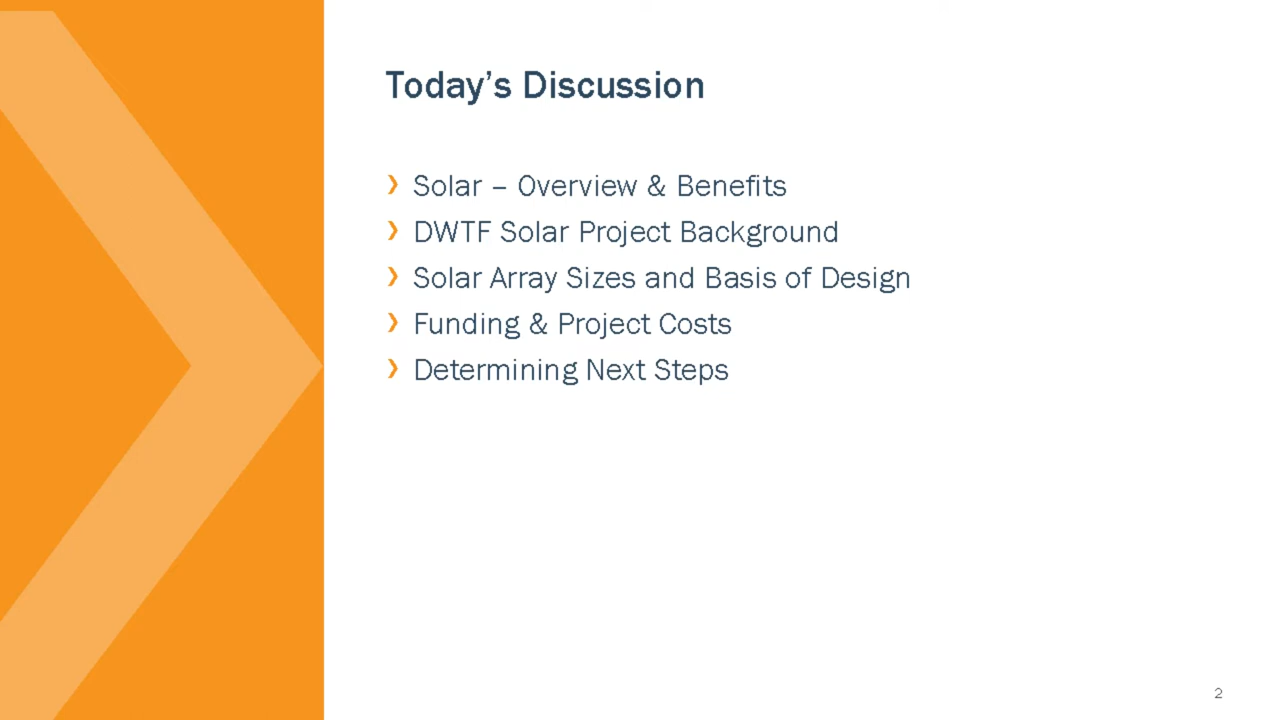 Today’s Discussion
❯ Solar – Overview & Benefits
❯ DWTF Solar Project Background
❯ Solar Array Sizes and Basis of Design
❯ Funding & Project Costs
❯ Determining Next Steps
2